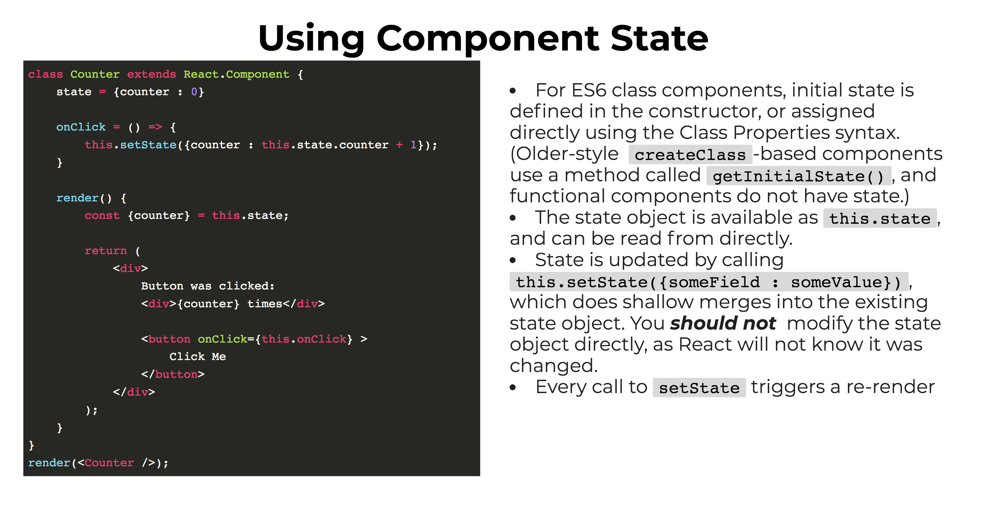 Using Component State
class Counter extends React.Component {
    state = {counter : 0}

    onClick = () => {
        this.setState({counter : this.state.counter + 1});
    }

    render() {
        const {counter} = this.state;

        return (
            <div>
                Button was clicked:
                <div>{counter} times</div>

                <button onClick={this.onClick} >
                    Click Me
                </button>
            </div>
        );
    }
}
render(<Counter />);
• For ES6 class components, initial state is
defined in the constructor, or assigned
directly using the Class Properties syntax.
(Older-style createClass-based components
use a method called getInitialState(), and
functional components do not have state.)
• The state object is available as this.state,
and can be read from directly.
• State is updated by calling
this.setState({someField : someValue}),
which does shallow merges into the existing
state object. You should not modify the state
object directly, as React will not know it was
changed.
• Every call to setState triggers a re-render